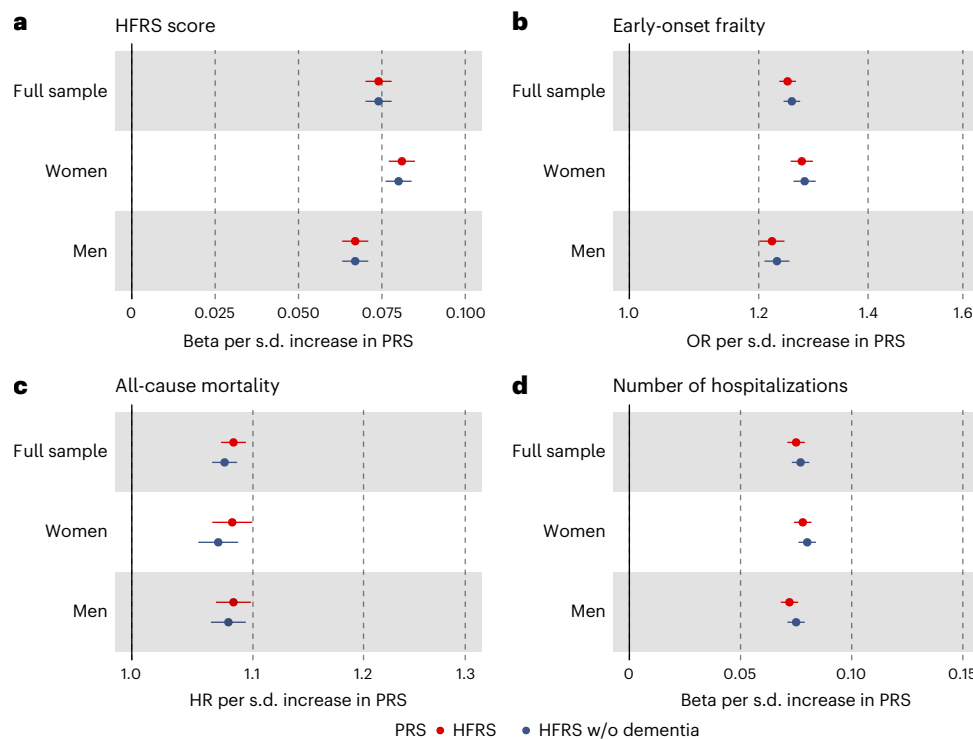 a HFRS score
Full sample
Women
Men
0 0.025 0.050 0.075 0.100
Beta per s.d. increase in PRS
b Early-onset frailty
Full sample
Women
Men
1.0 1.2 1.4 1.6
OR per s.d. increase in PRS
c All-cause mortality
Full sample
Women
Men
1.0 1.1 1.2 1.3
HR per s.d. increase in PRS
d Number of hospitalizations
Full sample
Women
Men
0 0.05 0.10 0.15
Beta per s.d. increase in PRS
PRS HFRS HFRS w/o dementia